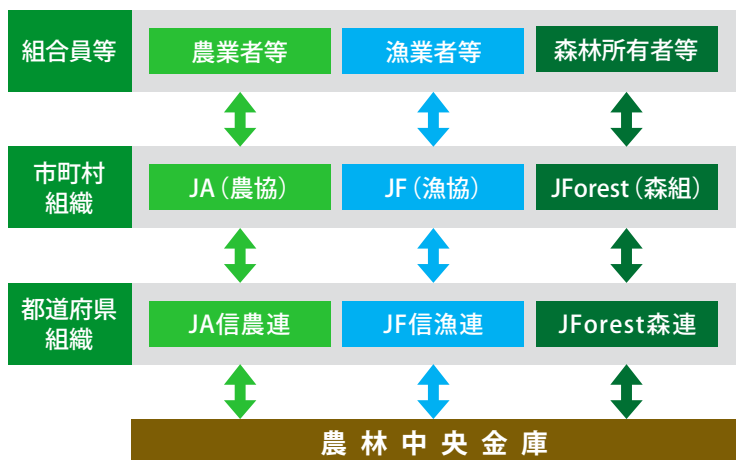 組合員等
農業者等
漁業者等
森林所有者等
市町村
組織
JA（農協）
JF（漁協）
JForest（森組）
都道府県
組織
JA信農連
JF信漁連
JForest森連
農林中央金庫